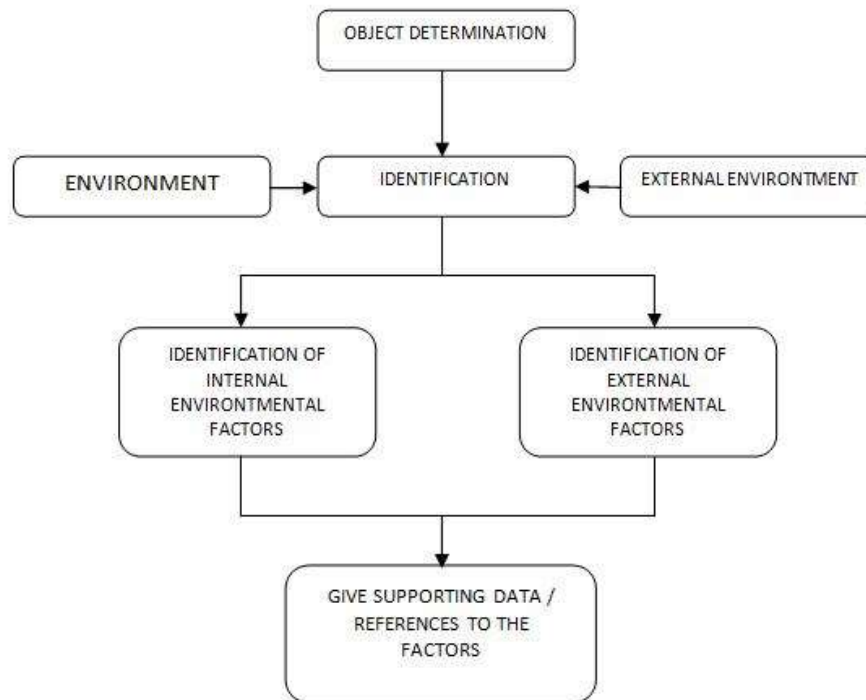 OBJECT DETERMINATION
ENVIRONMENT
IDENTIFICATION
EXTERNAL ENVIRONTMENT
IDENTIFICATION OF
INTERNAL
ENVIRONTMENTAL
FACTORS
IDENTIFICATION OF
EXTERNAL
ENVIRONTMENTAL
FACTORS
GIVE SUPPORTING DATA /
REFERENCES TO THE
FACTORS